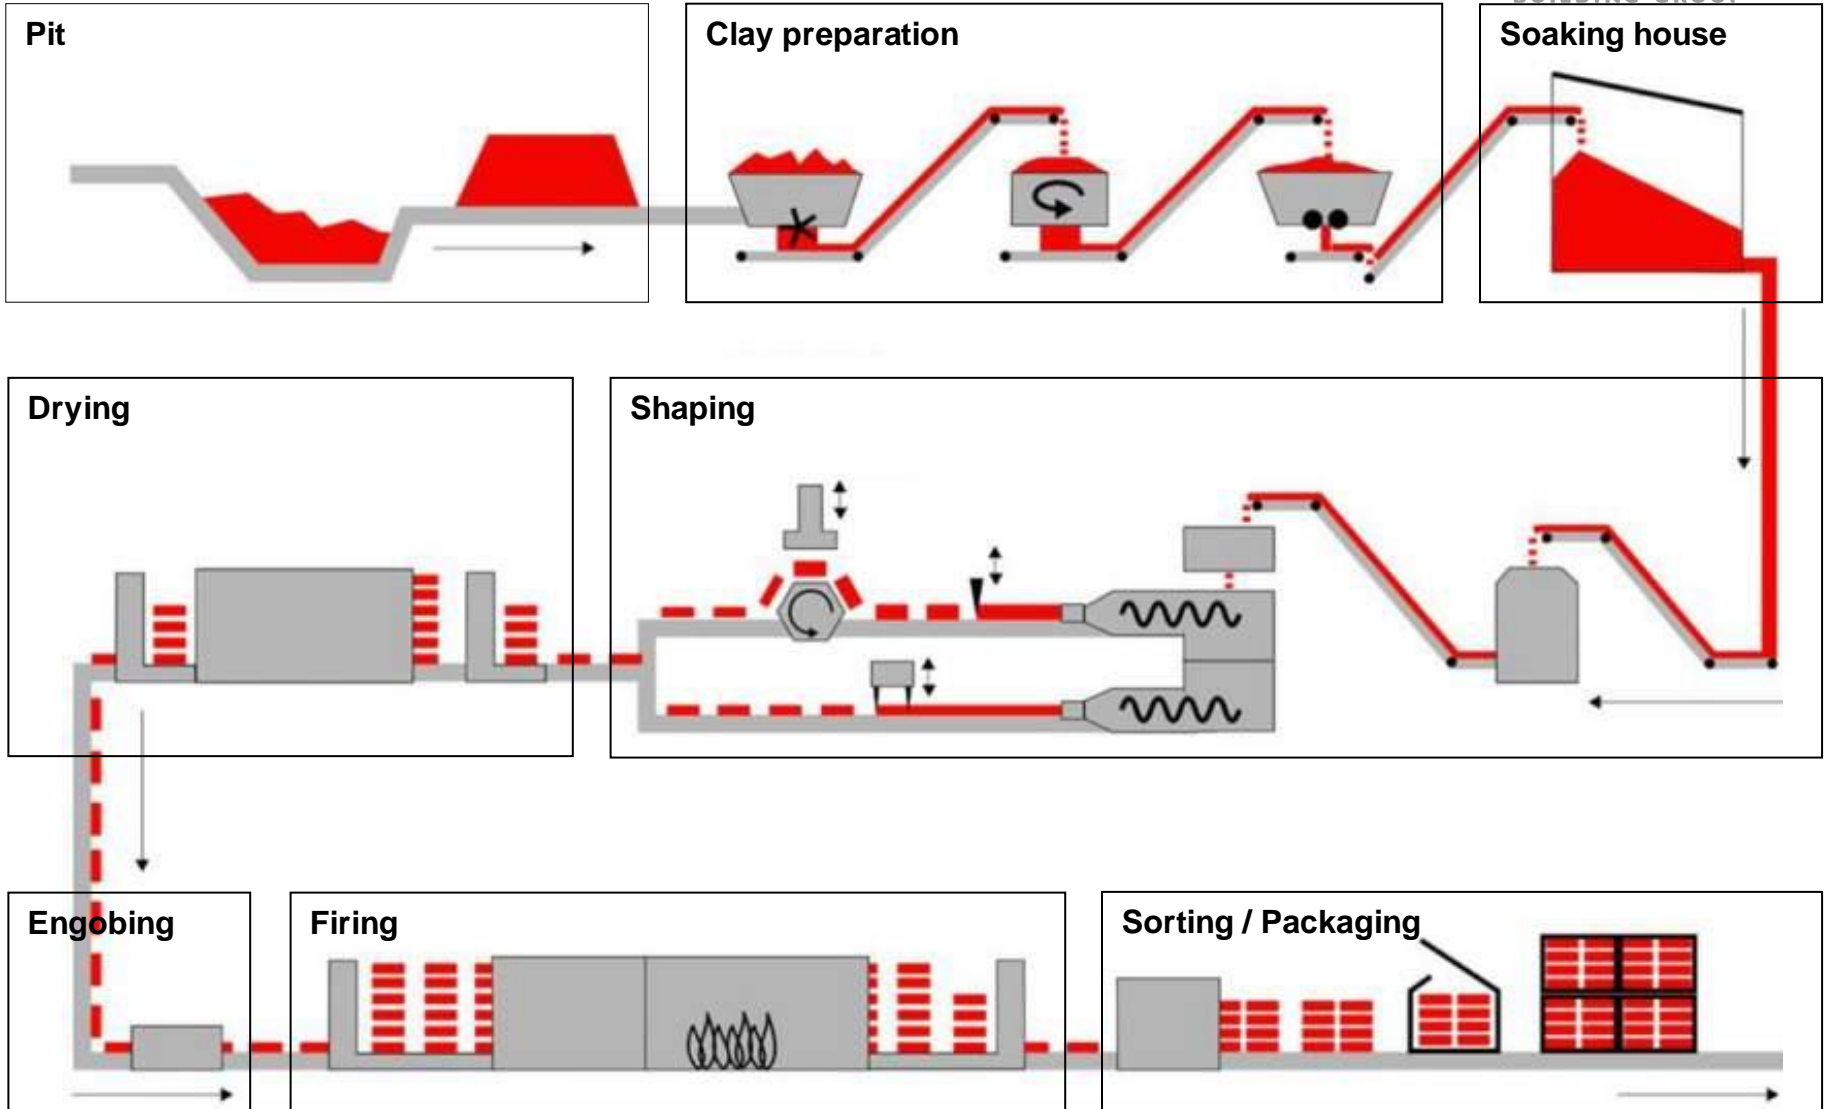 Pit
Clay preparation
Soaking house
Drying
Shaping
Engobing
Firing
Sorting / Packaging